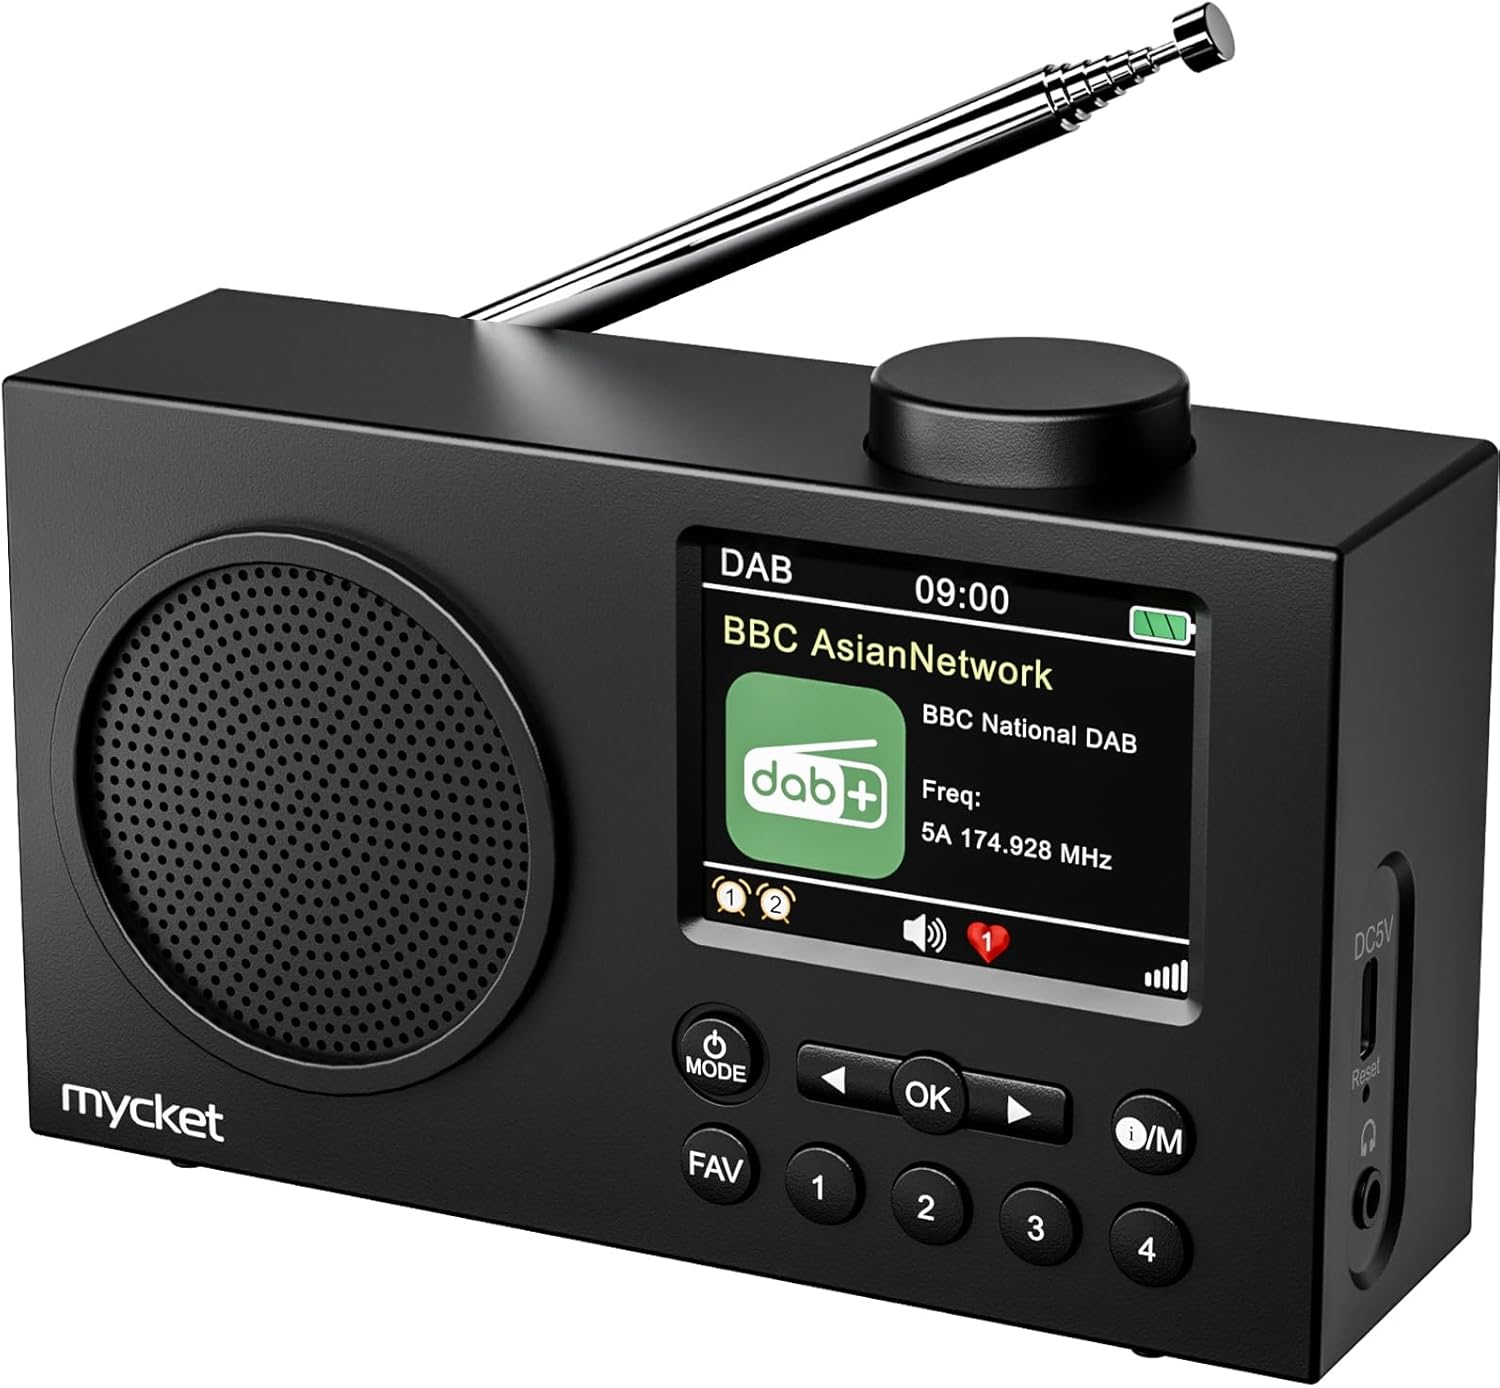 DAB
09:00
BBC AsianNetwork
dab+
BBC National DAB
Freq:
5A 174.928 MHz
1
2
1
DC5V
Reset
MODE
OK
i/M
mycket
FAV
1
2
3
4